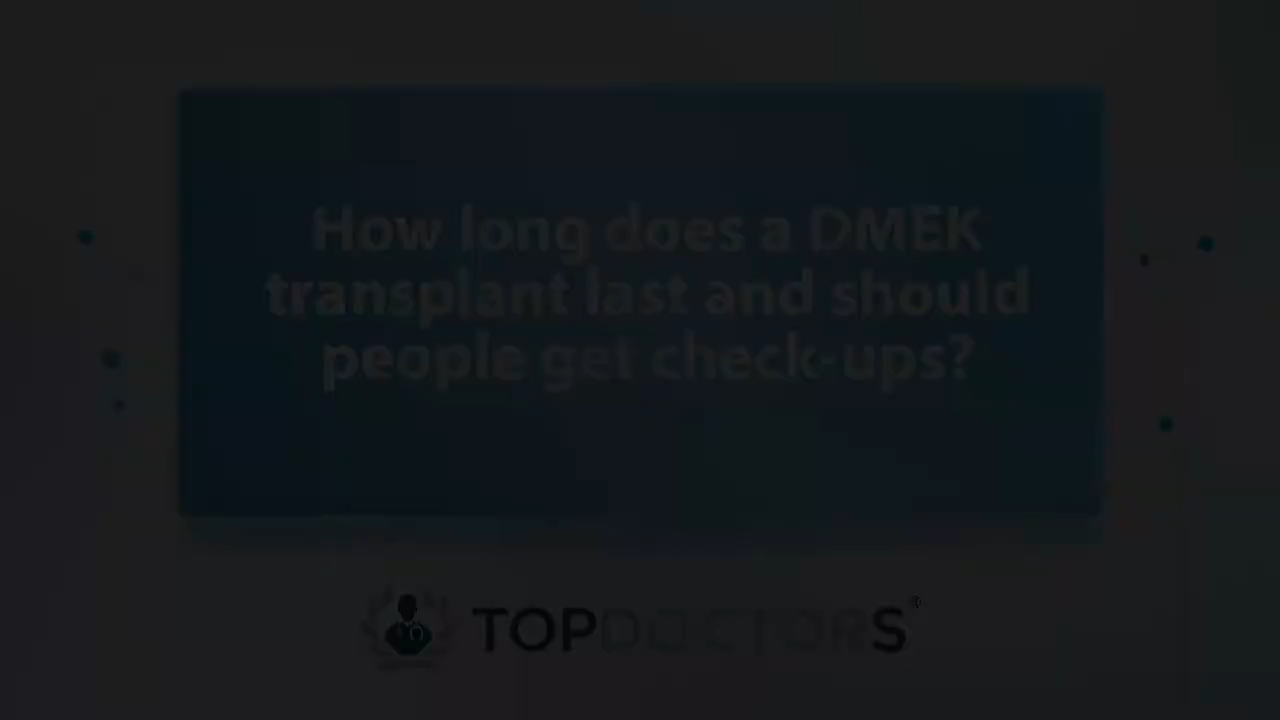 How long does a DMEK
transplant last and should
people get check-ups?
TOPDOCTORS®